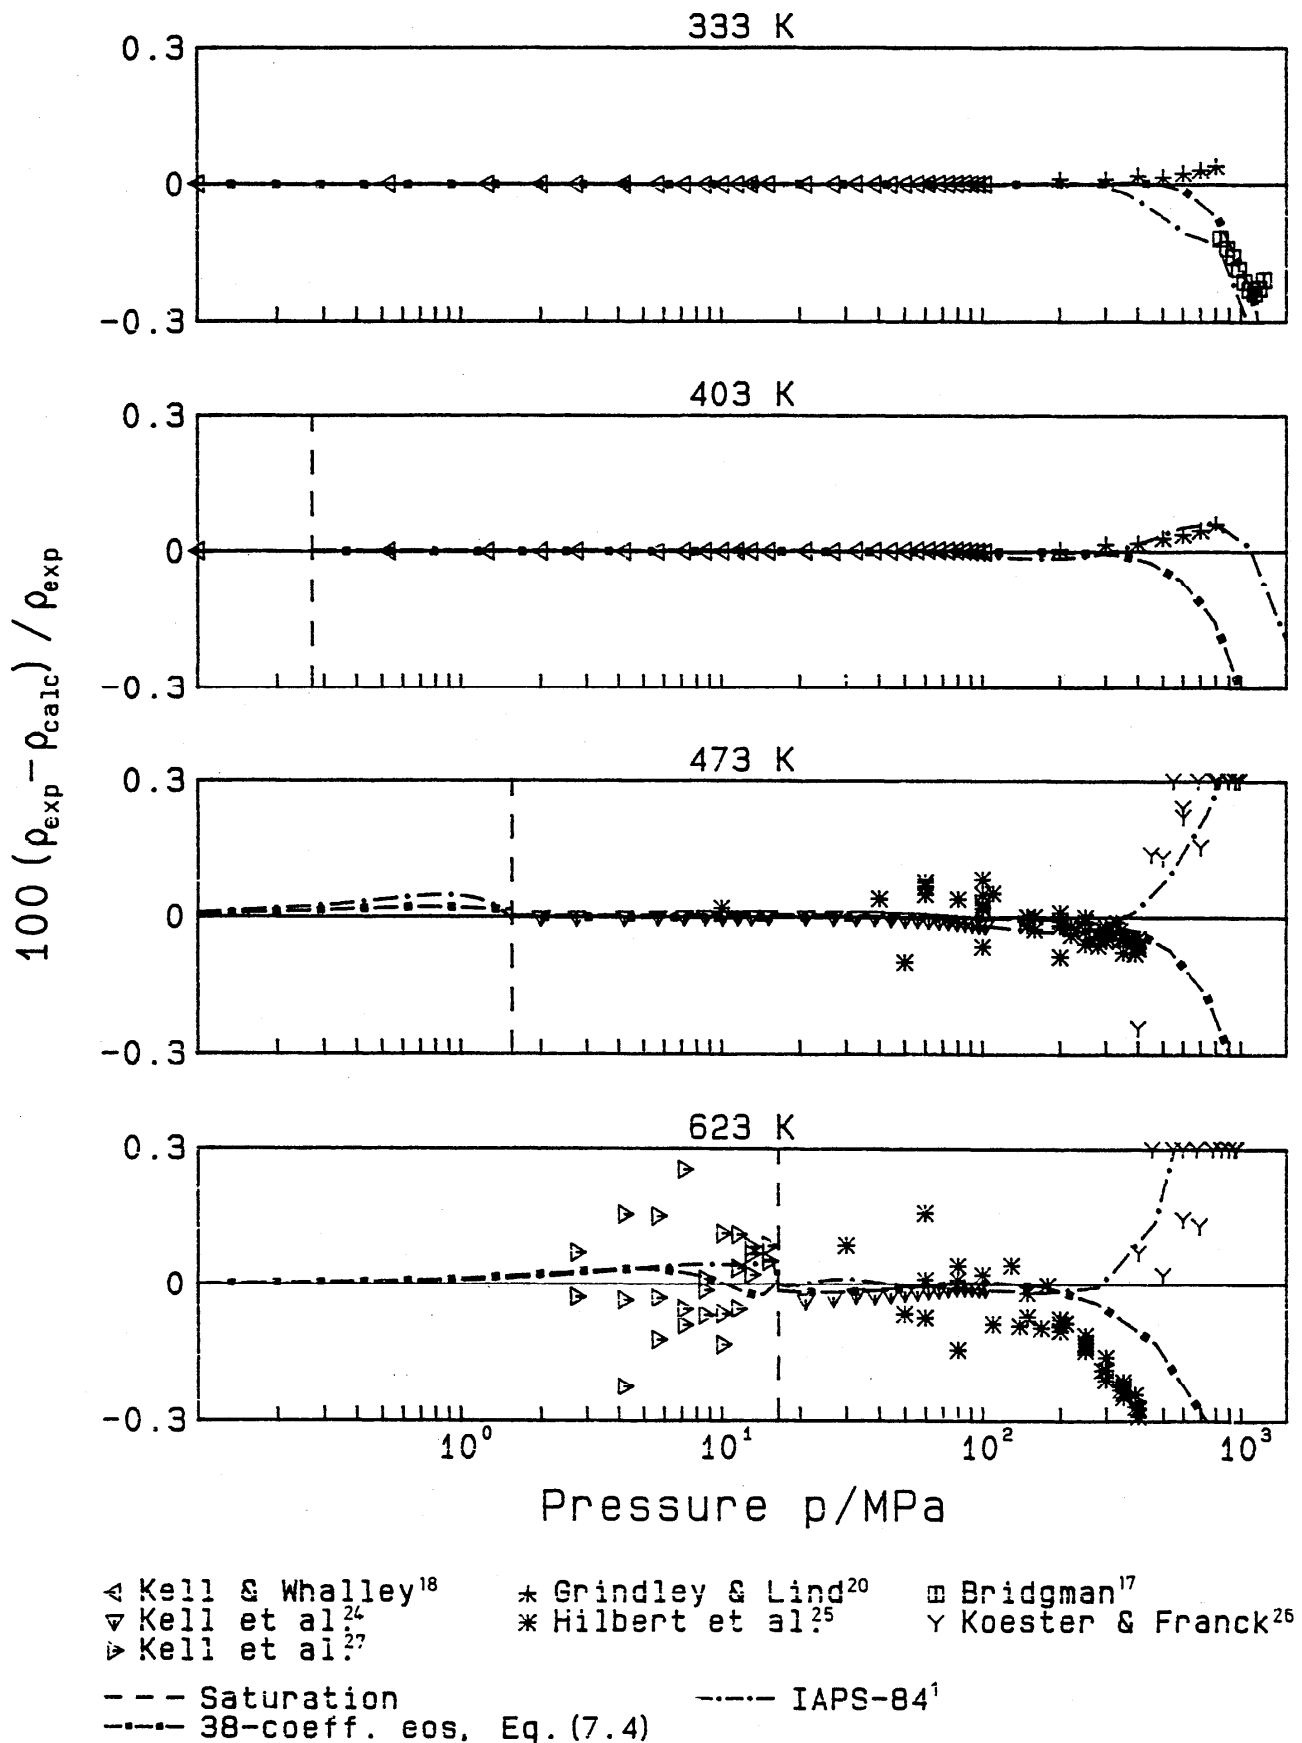 333 K
0.3
0
-0.3
403 K
0.3
0
-0.3
100 (ρexp - ρcalc) / ρexp
473 K
0.3
0
-0.3
623 K
0.3
0
-0.3
10⁰ 10¹ 10² 10³
Pressure p/MPa
Kell & Whalley¹⁸ Grindley & Lind²⁰ Bridgman¹⁷
Kell et al.²⁴ Hilbert et al.²⁵ Koester & Franck²⁶
Kell et al.²⁷
Saturation IAPS-84¹
38-coeff. eos, Eq. (7.4)